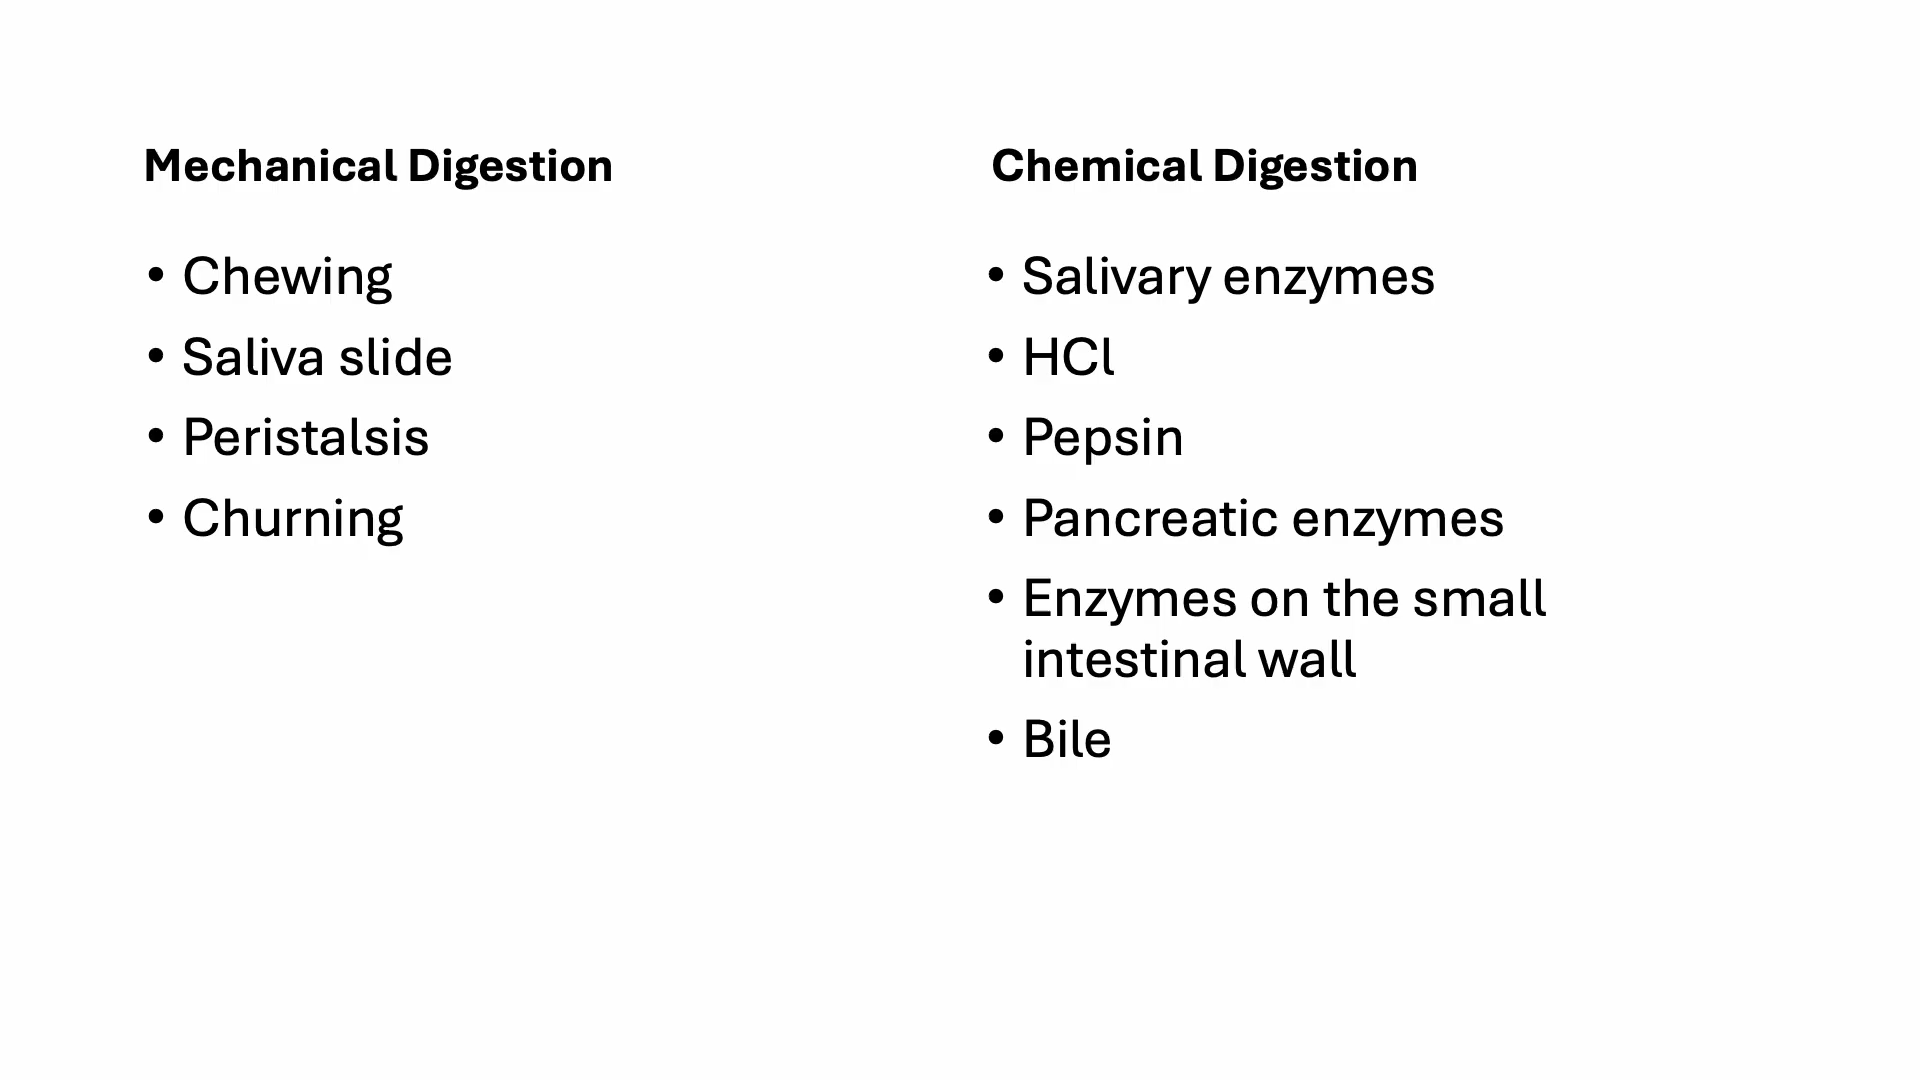 Mechanical Digestion
• Chewing
• Saliva slide
• Peristalsis
• Churning
Chemical Digestion
• Salivary enzymes
• HCl
• Pepsin
• Pancreatic enzymes
• Enzymes on the small
intestinal wall
• Bile